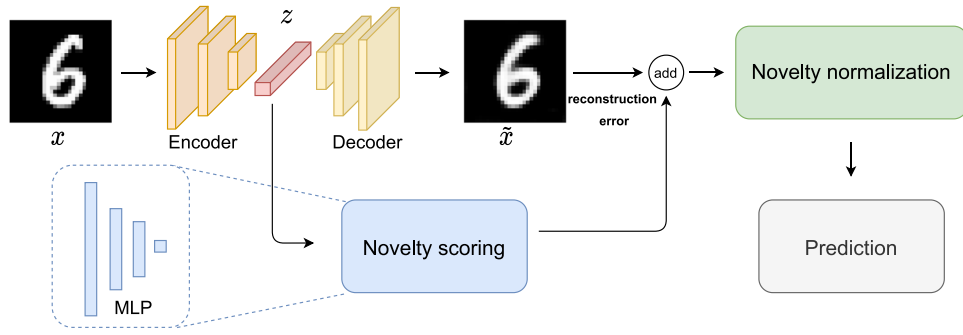 z
x
Encoder
Decoder
x̃
reconstruction
error
add
Novelty normalization
MLP
Novelty scoring
Prediction